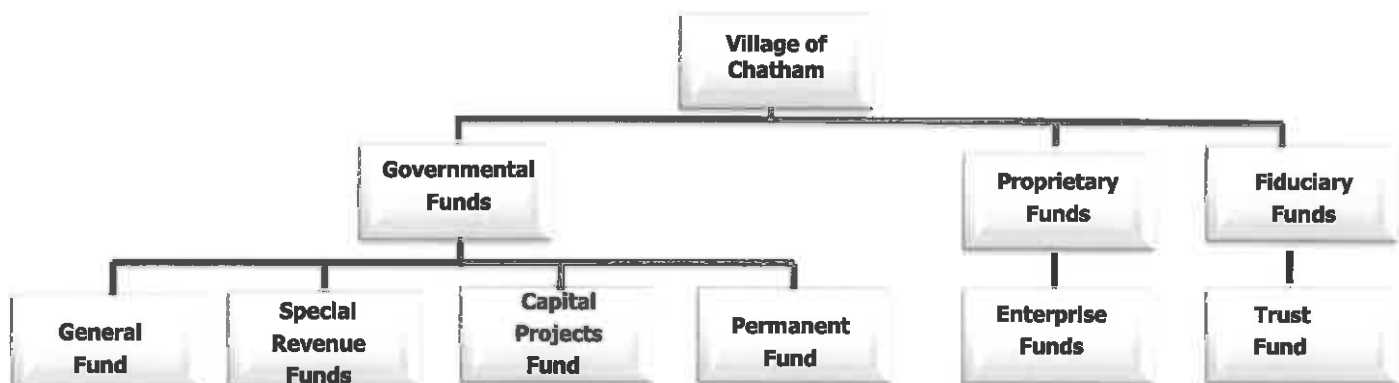 Village of
Chatham
Governmental
Funds
Proprietary
Funds
Fiduciary
Funds
General
Fund
Special
Revenue
Funds
Capital
Projects
Fund
Permanent
Fund
Enterprise
Funds
Trust
Fund